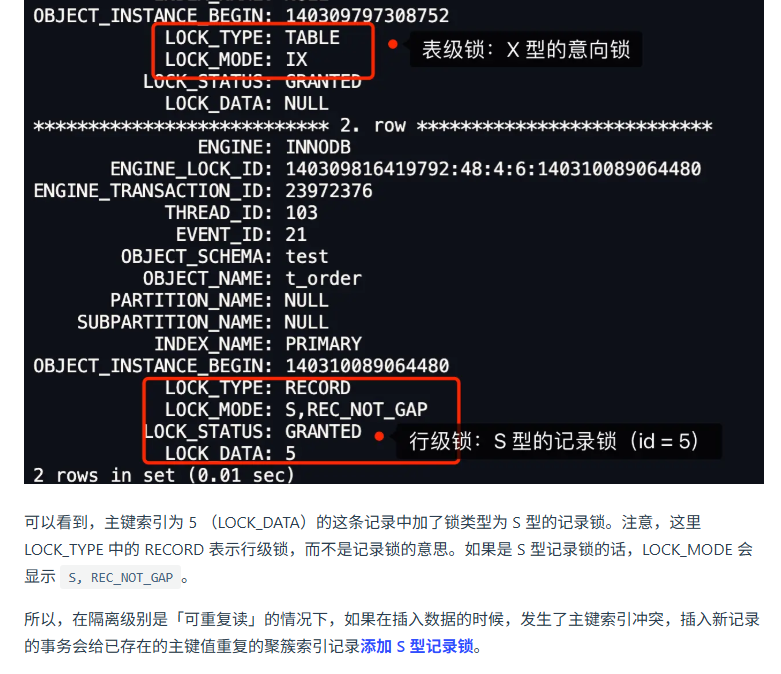 OBJECT_INSTANCE_BEGIN: 140309797308752
LOCK_TYPE: TABLE
LOCK_MODE: IX
表级锁：X 型的意向锁
LOCK_STATUS: GRANTED
LOCK_DATA: NULL
*************************** 2. row ***************************
ENGINE: INNODB
ENGINE_LOCK_ID: 140309816419792:48:4:6:140310089064480
ENGINE_TRANSACTION_ID: 23972376
THREAD_ID: 103
EVENT_ID: 21
OBJECT_SCHEMA: test
OBJECT_NAME: t_order
PARTITION_NAME: NULL
SUBPARTITION_NAME: NULL
INDEX_NAME: PRIMARY
OBJECT_INSTANCE_BEGIN: 140310089064480
LOCK_TYPE: RECORD
LOCK_MODE: S,REC_NOT_GAP
LOCK_STATUS: GRANTED
行级锁：S 型的记录锁（id = 5）
LOCK_DATA: 5
2 rows in set (0.01 sec)
可以看到，主键索引为 5 （LOCK_DATA）的这条记录中加了锁类型为 S 型的记录锁。注意，这里
LOCK_TYPE 中的 RECORD 表示行级锁，而不是记录锁的意思。如果是 S 型记录锁的话，LOCK_MODE 会
显示 S, REC_NOT_GAP 。
所以，在隔离级别是「可重复读」的情况下，如果在插入数据的时候，发生了主键索引冲突，插入新记录
的事务会给已存在的主键值重复的聚簇索引记录添加 S 型记录锁。